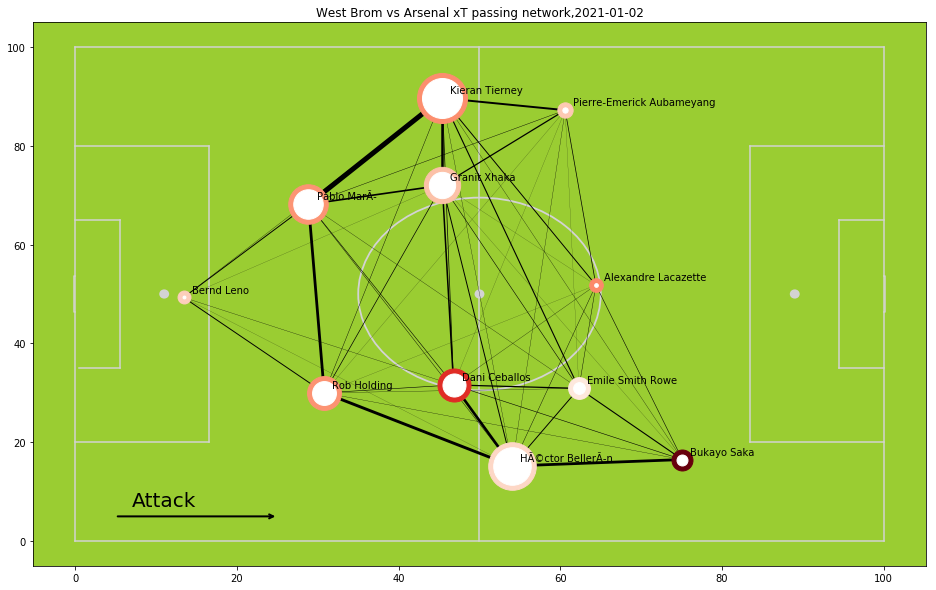 West Brom vs Arsenal xT passing network,2021-01-02
100
Kieran Tierney
Pierre-Emerick Aubameyang
80
Granit Xhaka
Pablo MarÃ-
60
Alexandre Lacazette
Bernd Leno
40
Dani Ceballos
Emile Smith Rowe
Rob Holding
20
Bukayo Saka
HÃ©ctor BellerÃ-n
Attack
0
0 20 40 60 80 100